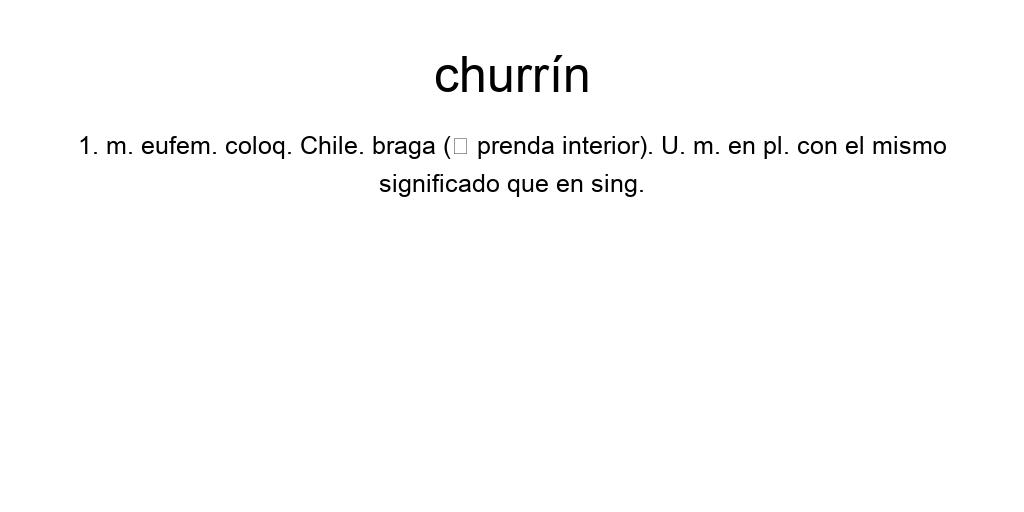 churrín
1. m. eufem. coloq. Chile. braga (□ prenda interior). U. m. en pl. con el mismo
significado que en sing.